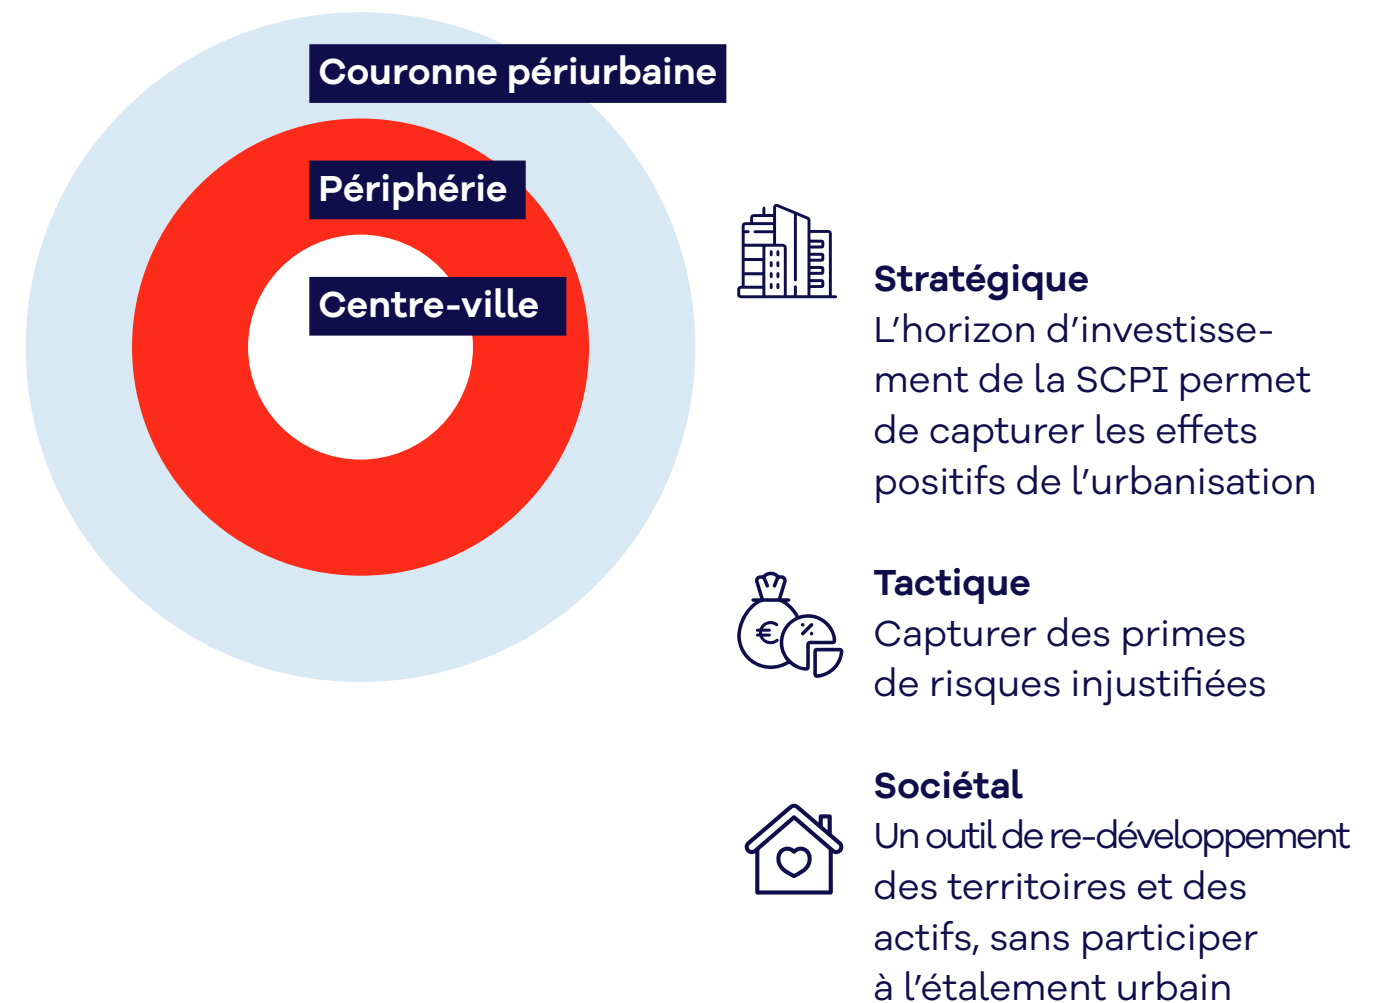 Couronne périurbaine
Périphérie
Centre-ville
Stratégique
L’horizon d’investisse-
ment de la SCPI permet
de capturer les effets
positifs de l’urbanisation
Tactique
Capturer des primes
de risques injustifiées
Sociétal
Un outil de re-développement
des territoires et des
actifs, sans participer
à l’étalement urbain